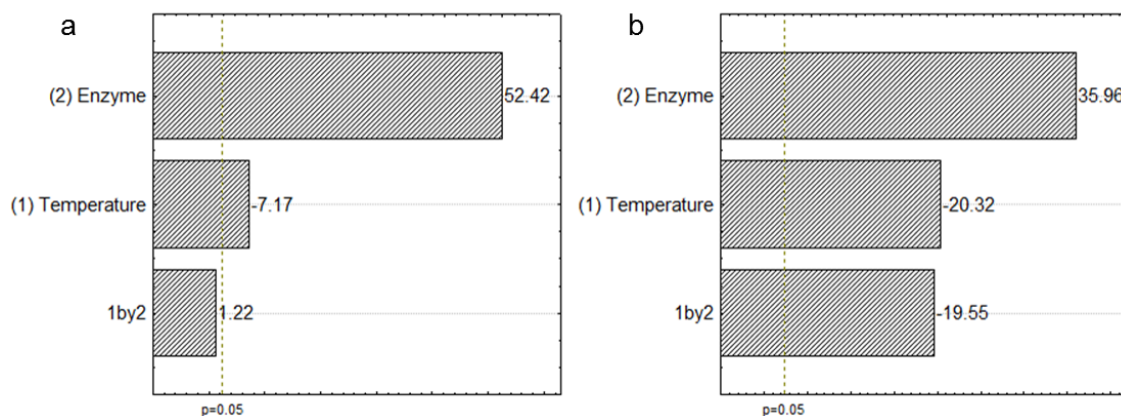 a
(2) Enzyme
52.42
(1) Temperature
-7.17
1by2
1.22
p=0.05
b
(2) Enzyme
35.96
(1) Temperature
-20.32
1by2
-19.55
p=0.05